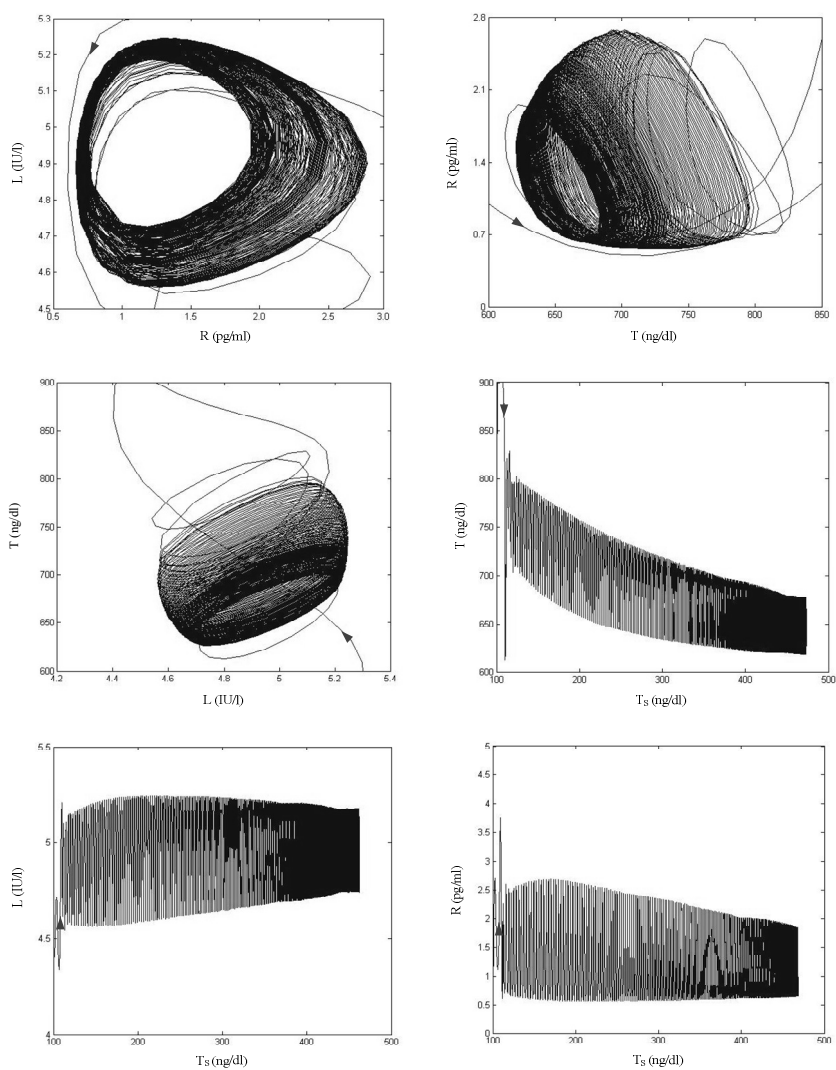 5.3
5.2
5.1
5
4.9
4.8
4.7
4.6
4.5
L (IU/l)
0.5 1 1.5 2.0 2.5 3.0
R (pg/ml)
2.8
2.1
1.4
0.7
0
R (pg/ml)
600 650 700 750 800 850
T (ng/dl)
900
850
800
750
700
650
600
T (ng/dl)
4.2 4.4 4.6 4.8 5 5.2 5.4
L (IU/l)
900
850
800
750
700
650
600
T (ng/dl)
100 200 300 400 500
TS (ng/dl)
5.5
5
4.5
4
L (IU/l)
100 200 300 400 500
TS (ng/dl)
5
4.5
4
3.5
3
2.5
2
1.5
1
0.5
0
R (pg/ml)
100 200 300 400 500
TS (ng/dl)